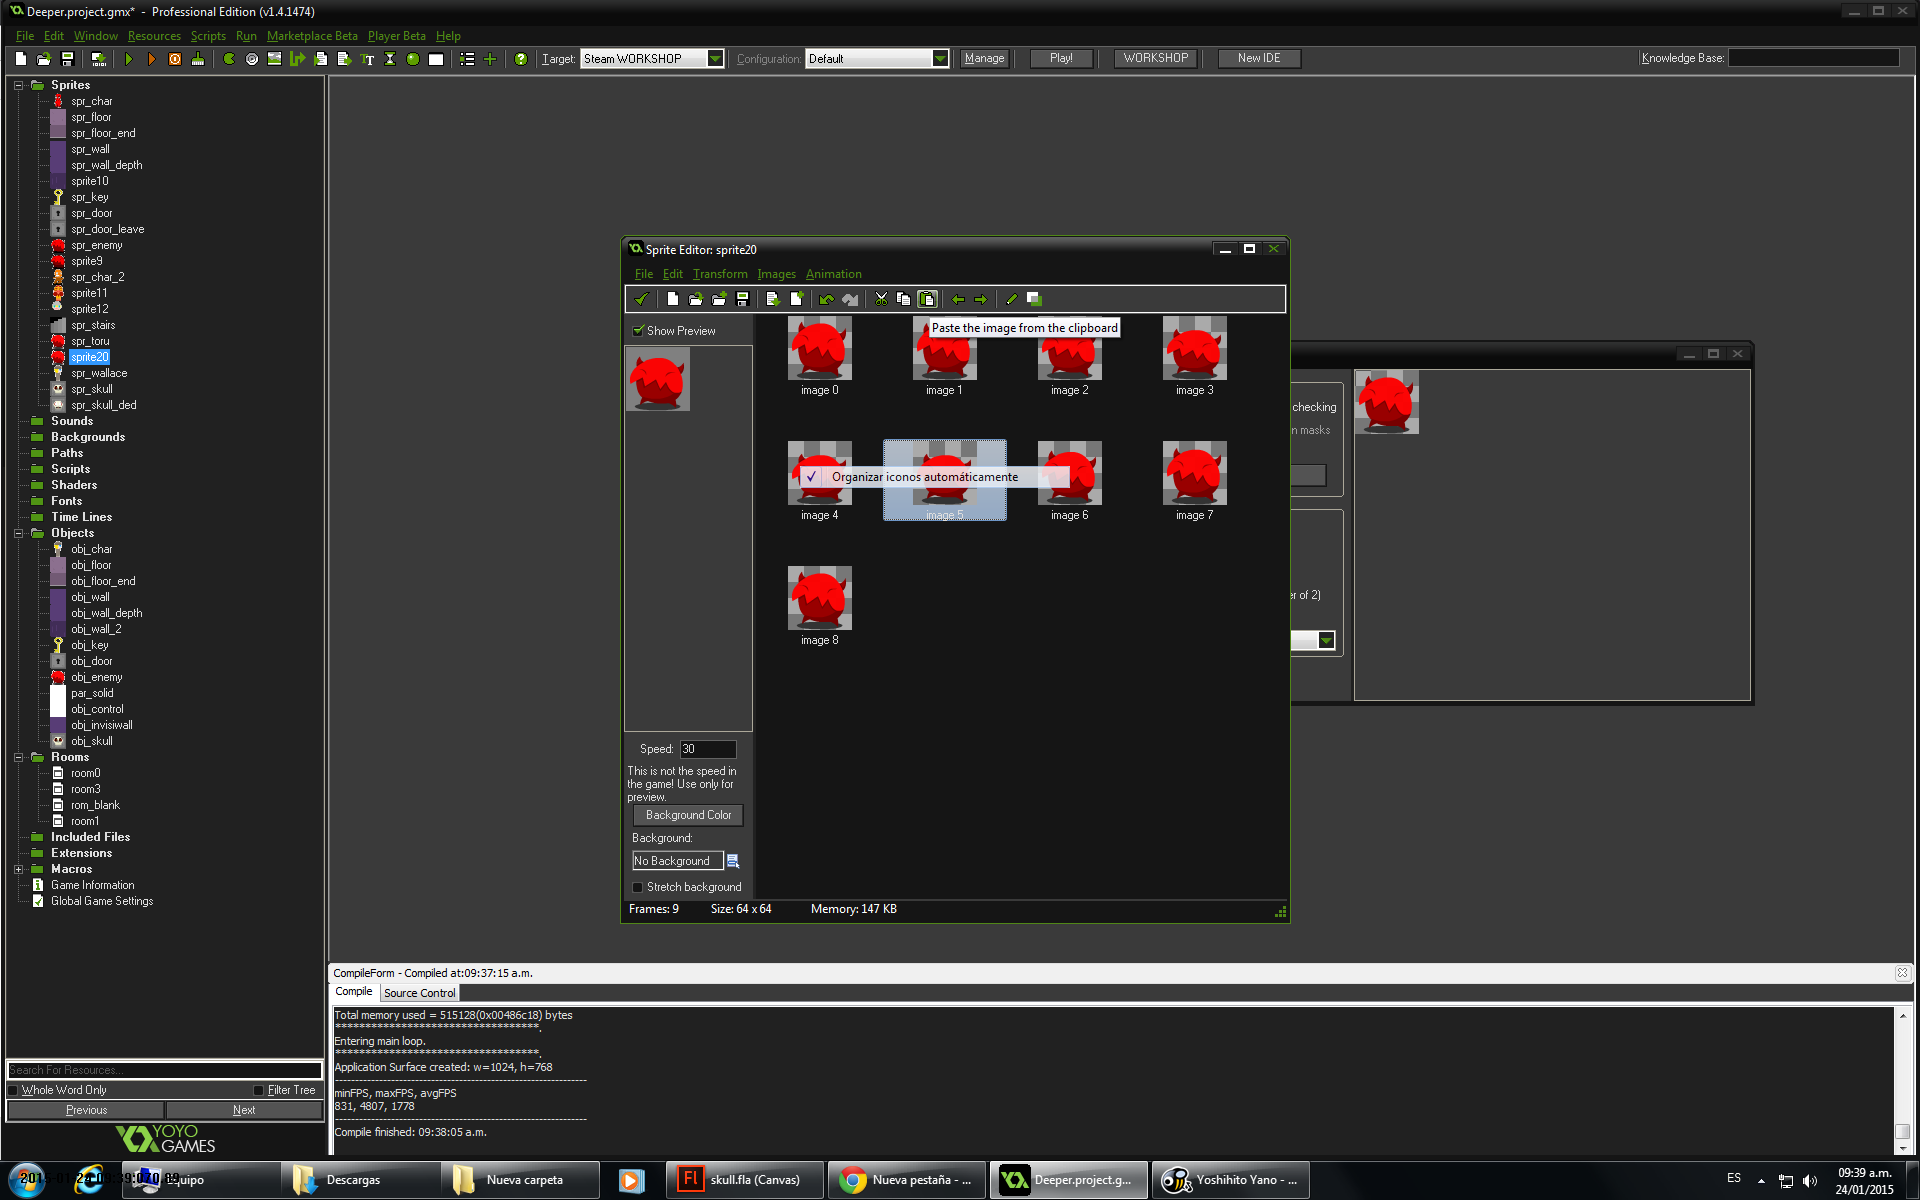 Deeper.project.gmx* - Professional Edition (v1.4.1474)
File Edit Window Resources Scripts Run Marketplace Beta Player Beta Help
Target: Steam WORKSHOP Configuration: Default Manage Play! WORKSHOP New IDE Knowledge Base:
Sprites
spr_char
spr_floor
spr_floor_end
spr_wall
spr_wall_depth
sprite10
spr_key
spr_door
spr_door_leave
spr_enemy
sprite9
spr_char_2
sprite11
sprite12
spr_stairs
spr_toru
sprite20
spr_wallace
spr_skull
spr_skull_ded
Sounds
Backgrounds
Paths
Scripts
Shaders
Fonts
Time Lines
Objects
obj_char
obj_floor
obj_floor_end
obj_wall
obj_wall_depth
obj_wall_2
obj_key
obj_door
obj_enemy
par_solid
obj_control
obj_invisiwall
obj_skull
Rooms
room0
room3
rom_blank
room1
Included Files
Extensions
Macros
Game Information
Global Game Settings
Search For Resources...
Whole Word Only Filter Tree
Previous Next
YOYO
GAMES
Sprite Editor: sprite20
File Edit Transform Images Animation
Show Preview
Paste the image from the clipboard
image 0 image 1 image 2 image 3
Organizar iconos automáticamente
image 4 image 5 image 6 image 7
image 8
Speed: 30
This is not the speed in
the game! Use only for
preview.
Background Color
Background:
No Background
Stretch background
Frames: 9 Size: 64 x 64 Memory: 147 KB
checking
n masks
er of 2)
CompileForm - Compiled at:09:37:15 a.m.
Compile Source Control
Total memory used = 515128(0x00486c18) bytes
***********************************.
Entering main loop.
***********************************.
Application Surface created: w=1024, h=768
---------------------------------------------------------------
minFPS, maxFPS, avgFPS
831, 4807, 1778
---------------------------------------------------------------
Compile finished: 09:38:05 a.m.
Equipo Descargas Nueva carpeta Fl skull.fla (Canvas) Nueva pestaña - ... Deeper.project.g... Yoshihito Yano - ... ES 09:39 a.m.
24/01/2015